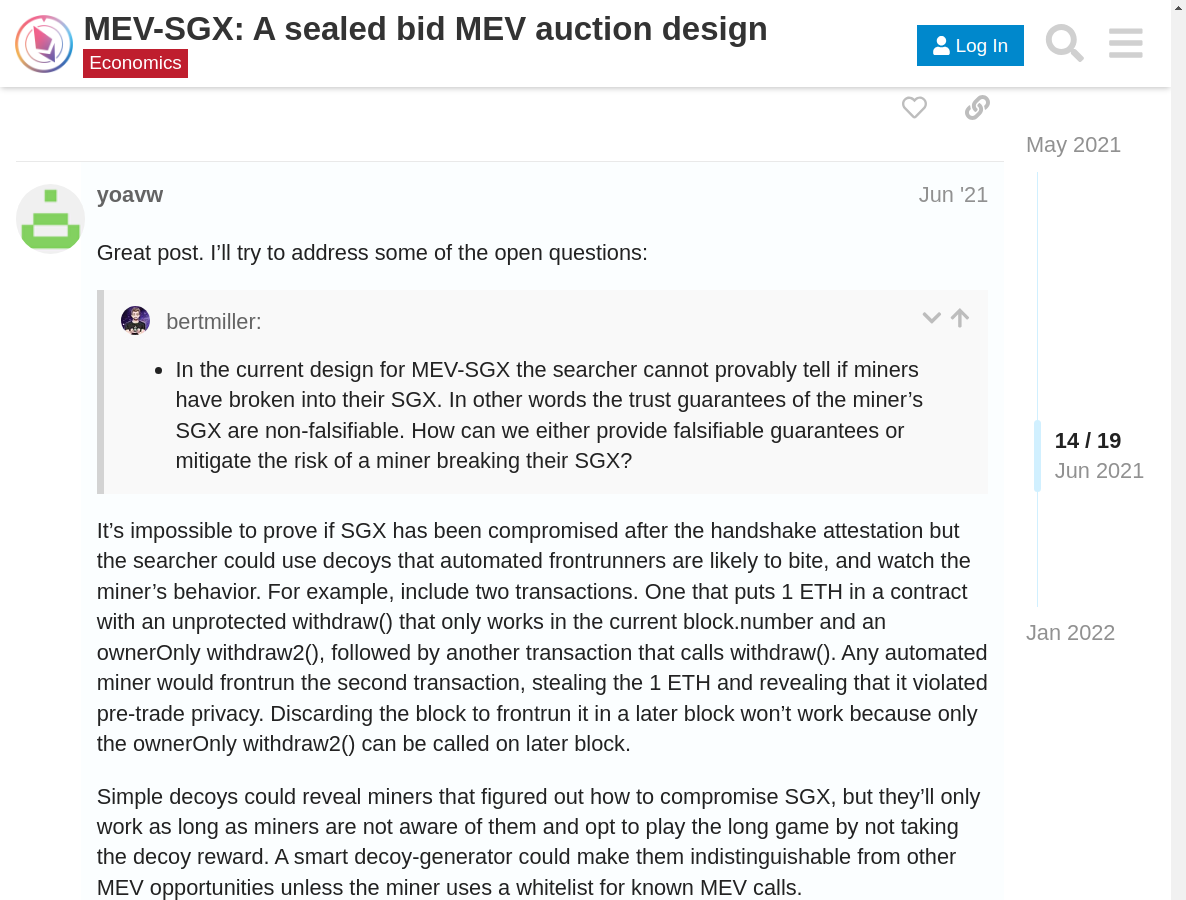 MEV-SGX: A sealed bid MEV auction design
Economics
Log In
May 2021
yoavw
Jun '21
Great post. I’ll try to address some of the open questions:
bertmiller:
In the current design for MEV-SGX the searcher cannot provably tell if miners
have broken into their SGX. In other words the trust guarantees of the miner’s
SGX are non-falsifiable. How can we either provide falsifiable guarantees or
mitigate the risk of a miner breaking their SGX?
14 / 19
Jun 2021
It’s impossible to prove if SGX has been compromised after the handshake attestation but
the searcher could use decoys that automated frontrunners are likely to bite, and watch the
miner’s behavior. For example, include two transactions. One that puts 1 ETH in a contract
with an unprotected withdraw() that only works in the current block.number and an
ownerOnly withdraw2(), followed by another transaction that calls withdraw(). Any automated
miner would frontrun the second transaction, stealing the 1 ETH and revealing that it violated
pre-trade privacy. Discarding the block to frontrun it in a later block won’t work because only
the ownerOnly withdraw2() can be called on later block.
Jan 2022
Simple decoys could reveal miners that figured out how to compromise SGX, but they’ll only
work as long as miners are not aware of them and opt to play the long game by not taking
the decoy reward. A smart decoy-generator could make them indistinguishable from other
MEV opportunities unless the miner uses a whitelist for known MEV calls.